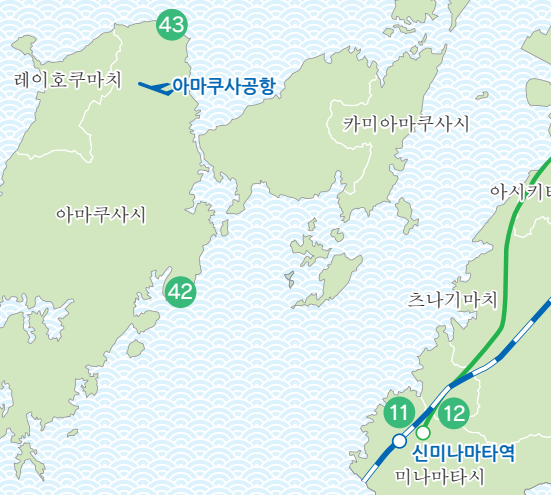 43
레이호쿠마치
아마쿠사공항
카미아마쿠사시
아시키타
아마쿠사시
42
츠나기마치
11
12
신미나마타역
미나마타시